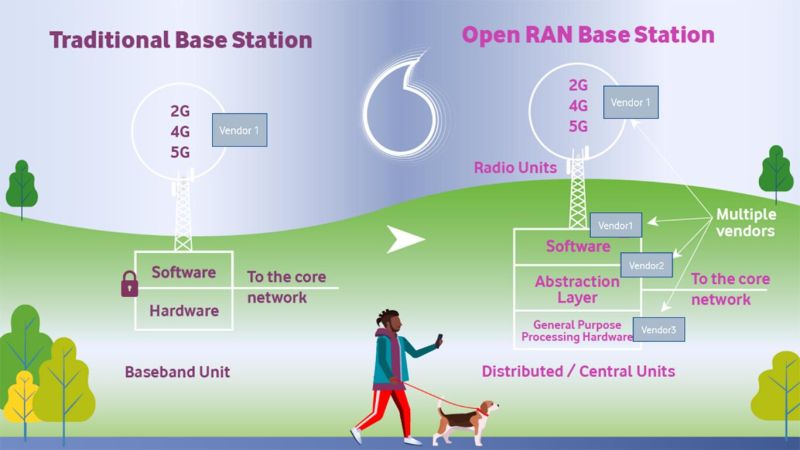 Traditional Base Station
2G
4G
5G
Vendor 1
Software
Hardware
To the core
network
Baseband Unit
Open RAN Base Station
2G
4G
5G
Vendor 1
Radio Units
Multiple
vendors
Vendor1
Software
Vendor2
Abstraction
Layer
To the core
network
General Purpose
Processing Hardware
Vendor3
Distributed / Central Units